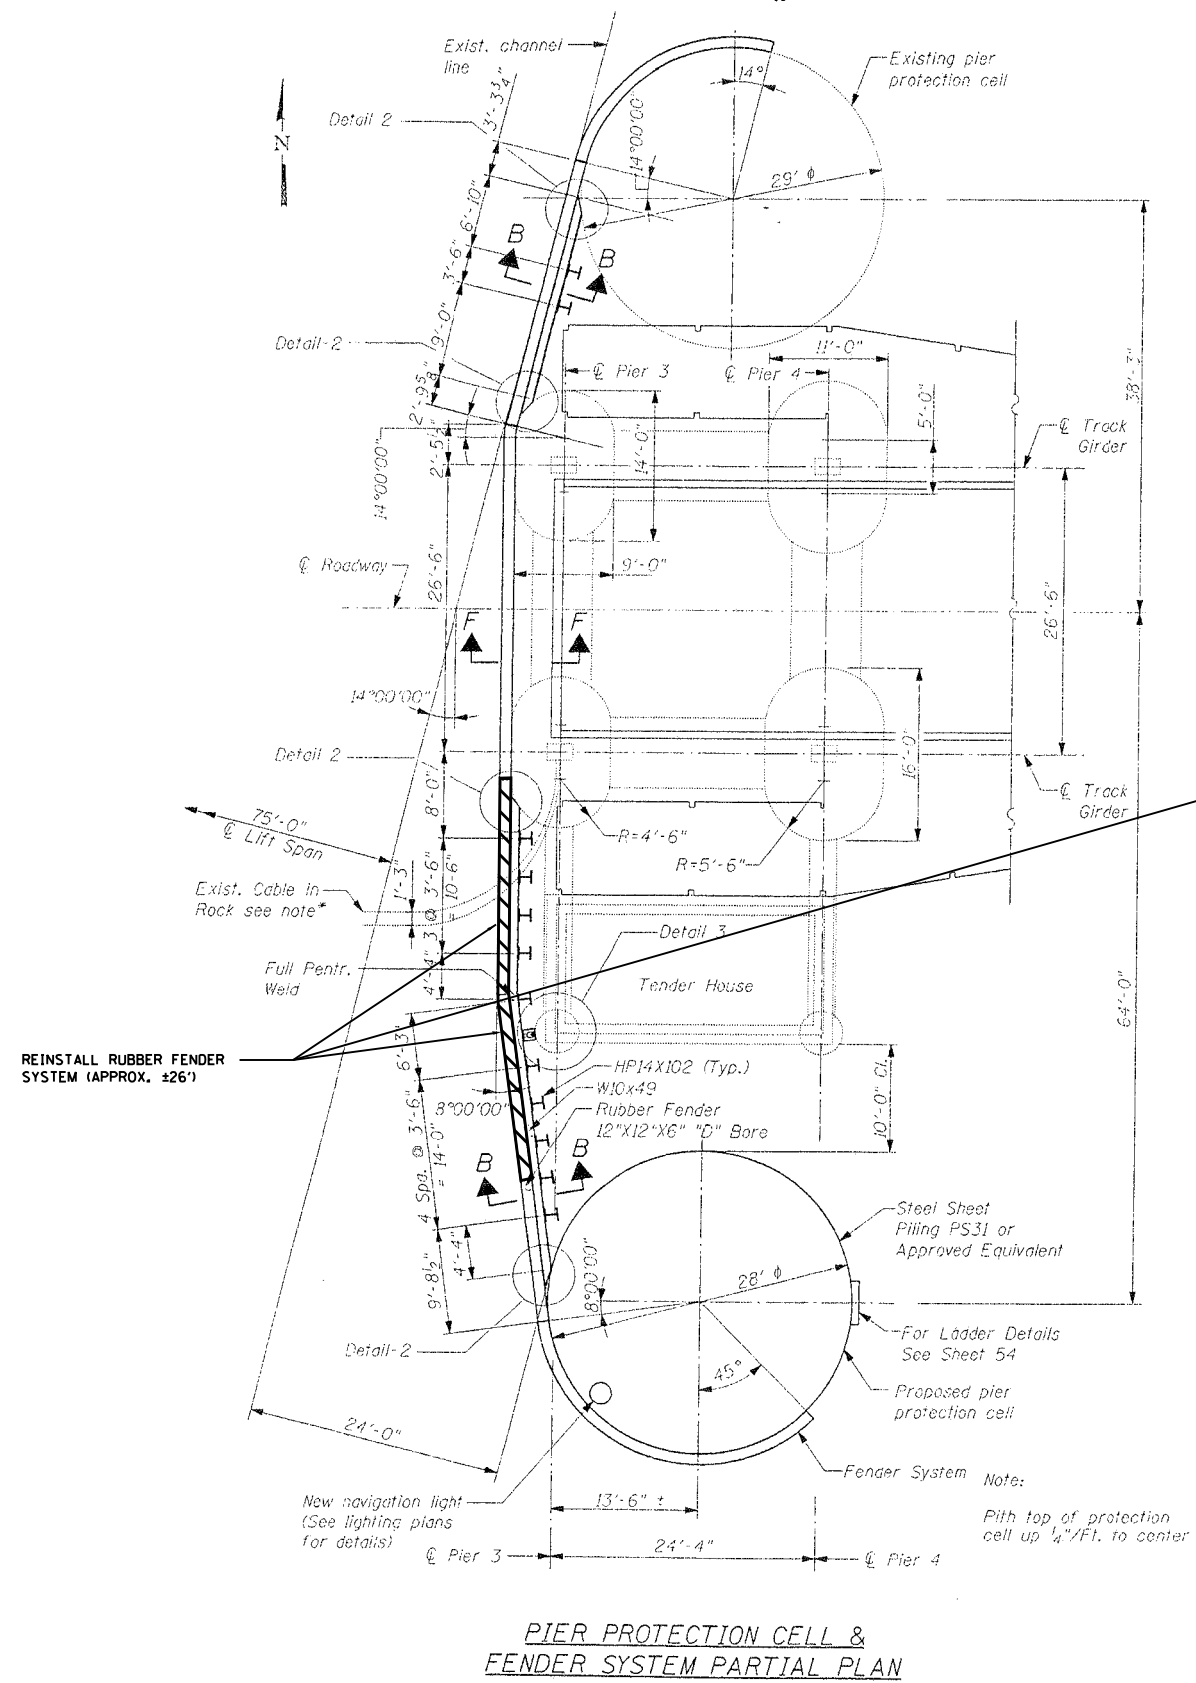 Exist. channel
line
Existing pier
protection cell
14°
3'-3¾"
Detail 2
14°00'00"
N
29' ϕ
6'-10"
B
B
3'-6"
9'-0"
Detail-2
11'-0"
℄ Pier 3
℄ Pier 4
38'-3"
2'-9⅝"
5'-0"
℄ Track
Girder
14'-0"
2'-5½"
14°00'00"
26'-6"
9'-0"
℄ Roadway
26'-6"
F
F
14°00'00"
Detail 2
16'-0"
8'-0"
℄ Track
Girder
75'-0"
℄ Lift Span
R=4'-6"
R=5'-6"
1'-3"
3 @ 3'-6"
= 10'-6"
Exist. Cable in
Rock see note*
Detail 3
4'-4"
Full Pentr.
Weld
Tender House
64'-0"
REINSTALL RUBBER FENDER
SYSTEM (APPROX. ±26')
6'-3"
HP14X102 (Typ.)
W10x49
8°00'00"
Rubber Fender
12"X12"X6" "D" Bore
10'-0" Cl.
4 Spa. @ 3'-6"
= 14'-0"
B
B
Steel Sheet
Piling PS31 or
Approved Equivalent
4'-4"
9'-8½"
8°00'00"
28' ϕ
Detail-2
For Ladder Details
See Sheet 54
45°
Proposed pier
protection cell
24'-0"
Fender System
Note:
New navigation light
(See lighting plans
for details)
13'-6" ±
Pith top of protection
cell up ¼"/Ft. to center
24'-4"
℄ Pier 3
℄ Pier 4
PIER PROTECTION CELL &
FENDER SYSTEM PARTIAL PLAN